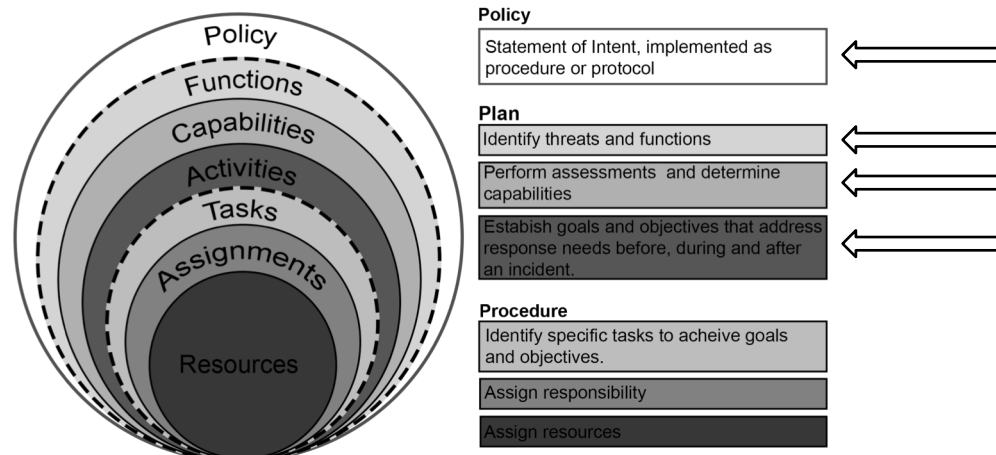 Policy
Functions
Capabilities
Activities
Tasks
Assignments
Resources
Policy
Statement of Intent, implemented as
procedure or protocol
Plan
Identify threats and functions
Perform assessments and determine
capabilities
Estabish goals and objectives that address
response needs before, during and after
an incident.
Procedure
Identify specific tasks to acheive goals
and objectives.
Assign responsibility
Assign resources